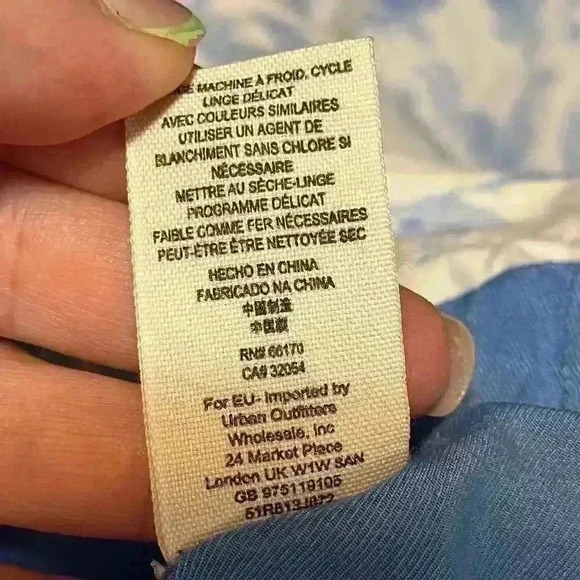 MACHINE À FROID, CYCLE
LINGE DÉLICAT
AVEC COULEURS SIMILAIRES
UTILISER UN AGENT DE
BLANCHIMENT SANS CHLORE SI
NÉCESSAIRE
METTRE AU SÈCHE-LINGE
PROGRAMME DÉLICAT
FAIBLE COMME FER NÉCESSAIRES
PEUT-ÊTRE ÊTRE NETTOYÉE SEC
HECHO EN CHINA
FABRICADO NA CHINA
中國制造
中国製
RN# 66170
CA# 32054
For EU- Imported by
Urban Outfitters
Wholesale, Inc
24 Market Place
London UK W1W 8AN
GB 975119105